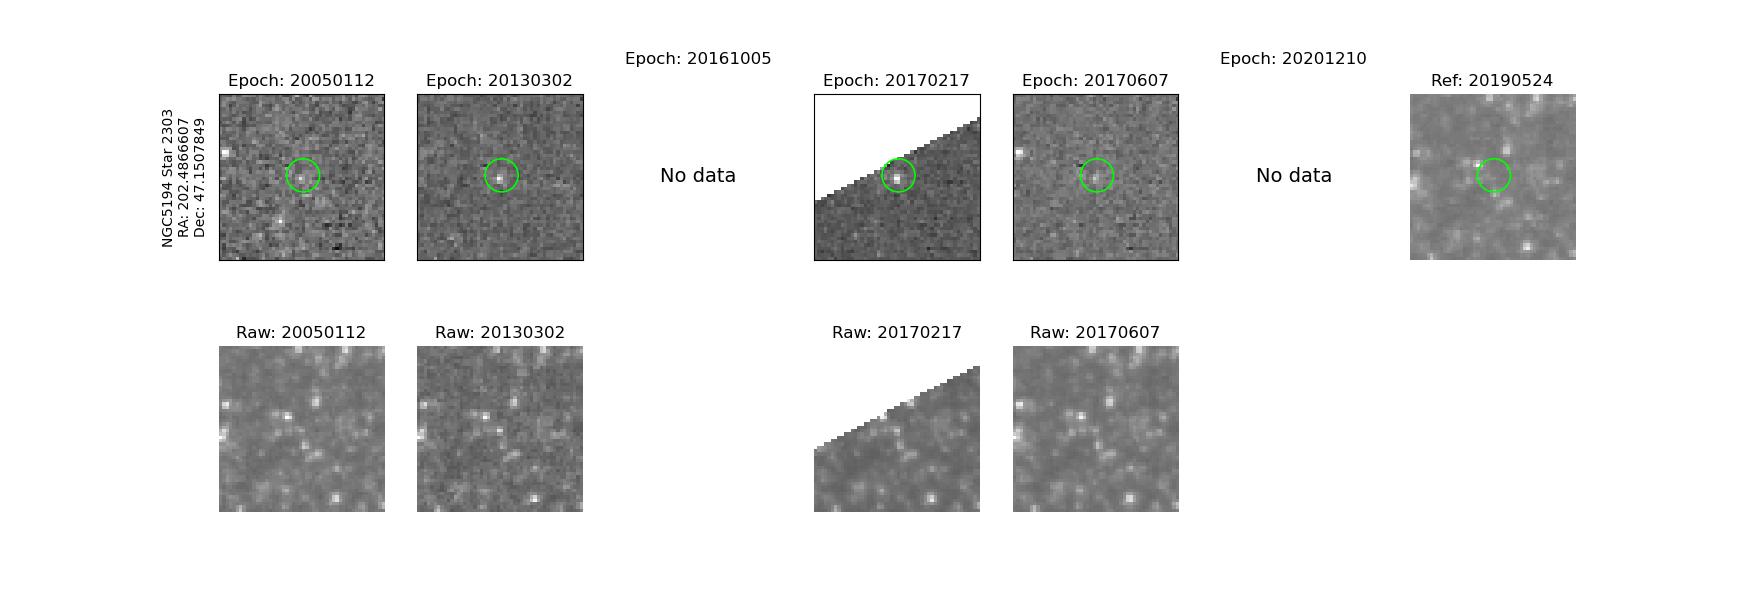 Epoch: 20161005
Epoch: 20201210
Epoch: 20050112
Epoch: 20130302
Epoch: 20170217
Epoch: 20170607
Ref: 20190524
NGC5194 Star 2303
RA: 202.4866607
Dec: 47.1507849
No data
No data
Raw: 20050112
Raw: 20130302
Raw: 20170217
Raw: 20170607